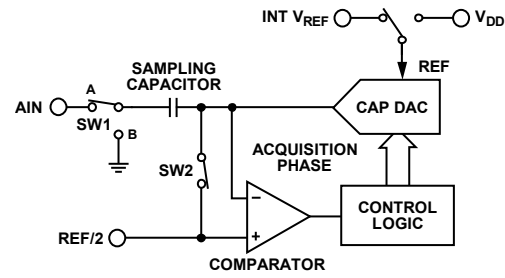 INT VREF
VDD
REF
SAMPLING
CAPACITOR
A
AIN
SW1
B
CAP DAC
ACQUISITION
PHASE
SW2
−
+
REF/2
CONTROL
LOGIC
COMPARATOR